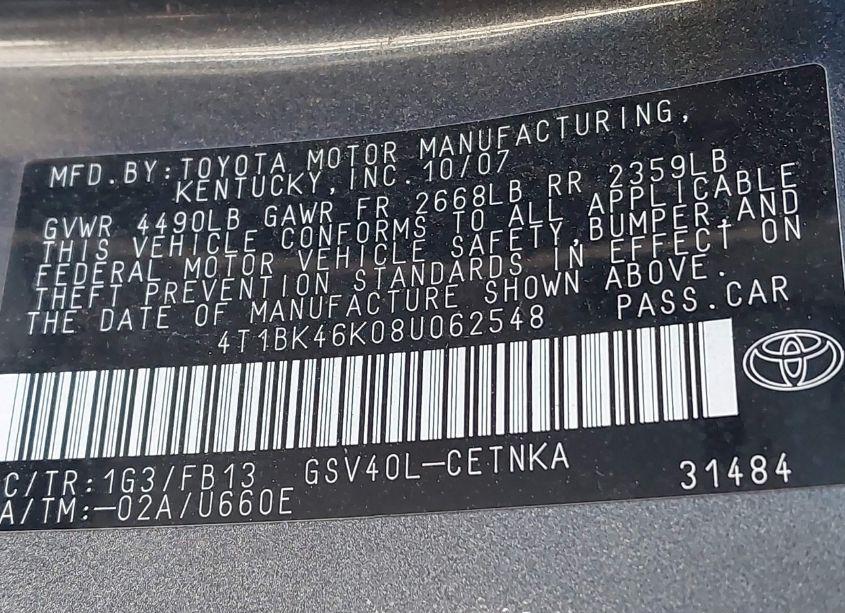 MFD.BY:TOYOTA MOTOR MANUFACTURING,
KENTUCKY,INC. 10/07
GVWR 4490LB GAWR FR 2668LB RR 2359LB
THIS VEHICLE CONFORMS TO ALL APPLICABLE
FEDERAL MOTOR VEHICLE SAFETY,BUMPER,AND
THEFT PREVENTION STANDARDS IN EFFECT ON
THE DATE OF MANUFACTURE SHOWN ABOVE.
4T1BK46K08U062548 PASS.CAR
C/TR:1G3/FB13 GSV40L-CETNKA 31484
A/TM:-02A/U660E